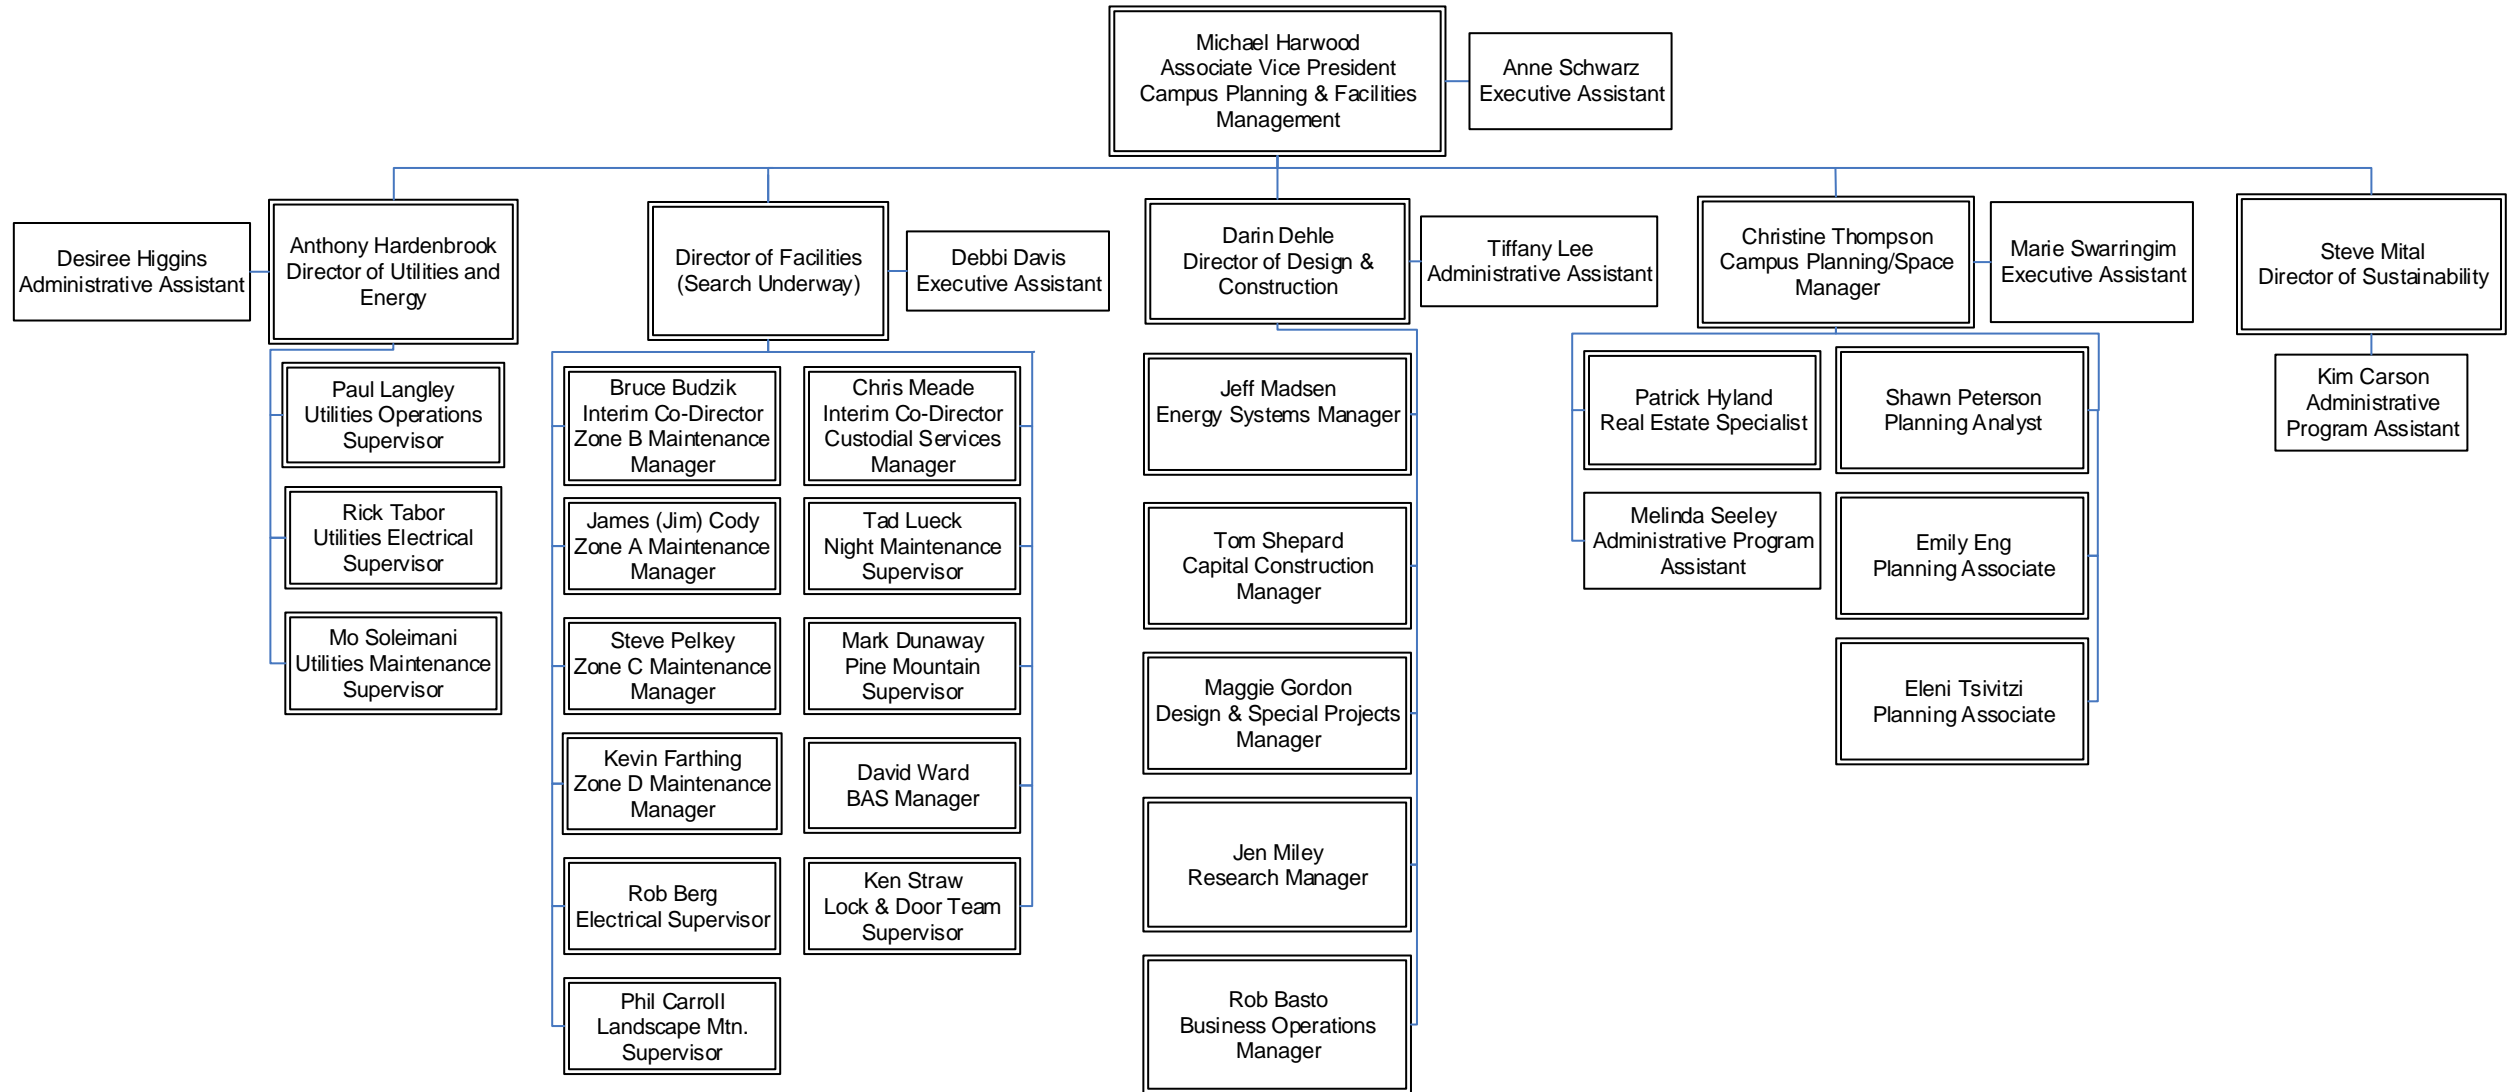 Michael Harwood
Associate Vice President
Campus Planning & Facilities
Management
Anne Schwarz
Executive Assistant
Desiree Higgins
Administrative Assistant
Anthony Hardenbrook
Director of Utilities and
Energy
Director of Facilities
(Search Underway)
Debbi Davis
Executive Assistant
Darin Dehle
Director of Design &
Construction
Tiffany Lee
Administrative Assistant
Christine Thompson
Campus Planning/Space
Manager
Marie Swarringim
Executive Assistant
Steve Mital
Director of Sustainability
Paul Langley
Utilities Operations
Supervisor
Rick Tabor
Utilities Electrical
Supervisor
Mo Soleimani
Utilities Maintenance
Supervisor
Bruce Budzik
Interim Co-Director
Zone B Maintenance
Manager
Chris Meade
Interim Co-Director
Custodial Services
Manager
James (Jim) Cody
Zone A Maintenance
Manager
Tad Lueck
Night Maintenance
Supervisor
Steve Pelkey
Zone C Maintenance
Manager
Mark Dunaway
Pine Mountain
Supervisor
Kevin Farthing
Zone D Maintenance
Manager
David Ward
BAS Manager
Rob Berg
Electrical Supervisor
Ken Straw
Lock & Door Team
Supervisor
Phil Carroll
Landscape Mtn.
Supervisor
Jeff Madsen
Energy Systems Manager
Tom Shepard
Capital Construction
Manager
Maggie Gordon
Design & Special Projects
Manager
Jen Miley
Research Manager
Rob Basto
Business Operations
Manager
Patrick Hyland
Real Estate Specialist
Shawn Peterson
Planning Analyst
Melinda Seeley
Administrative Program
Assistant
Emily Eng
Planning Associate
Eleni Tsivitzi
Planning Associate
Kim Carson
Administrative
Program Assistant